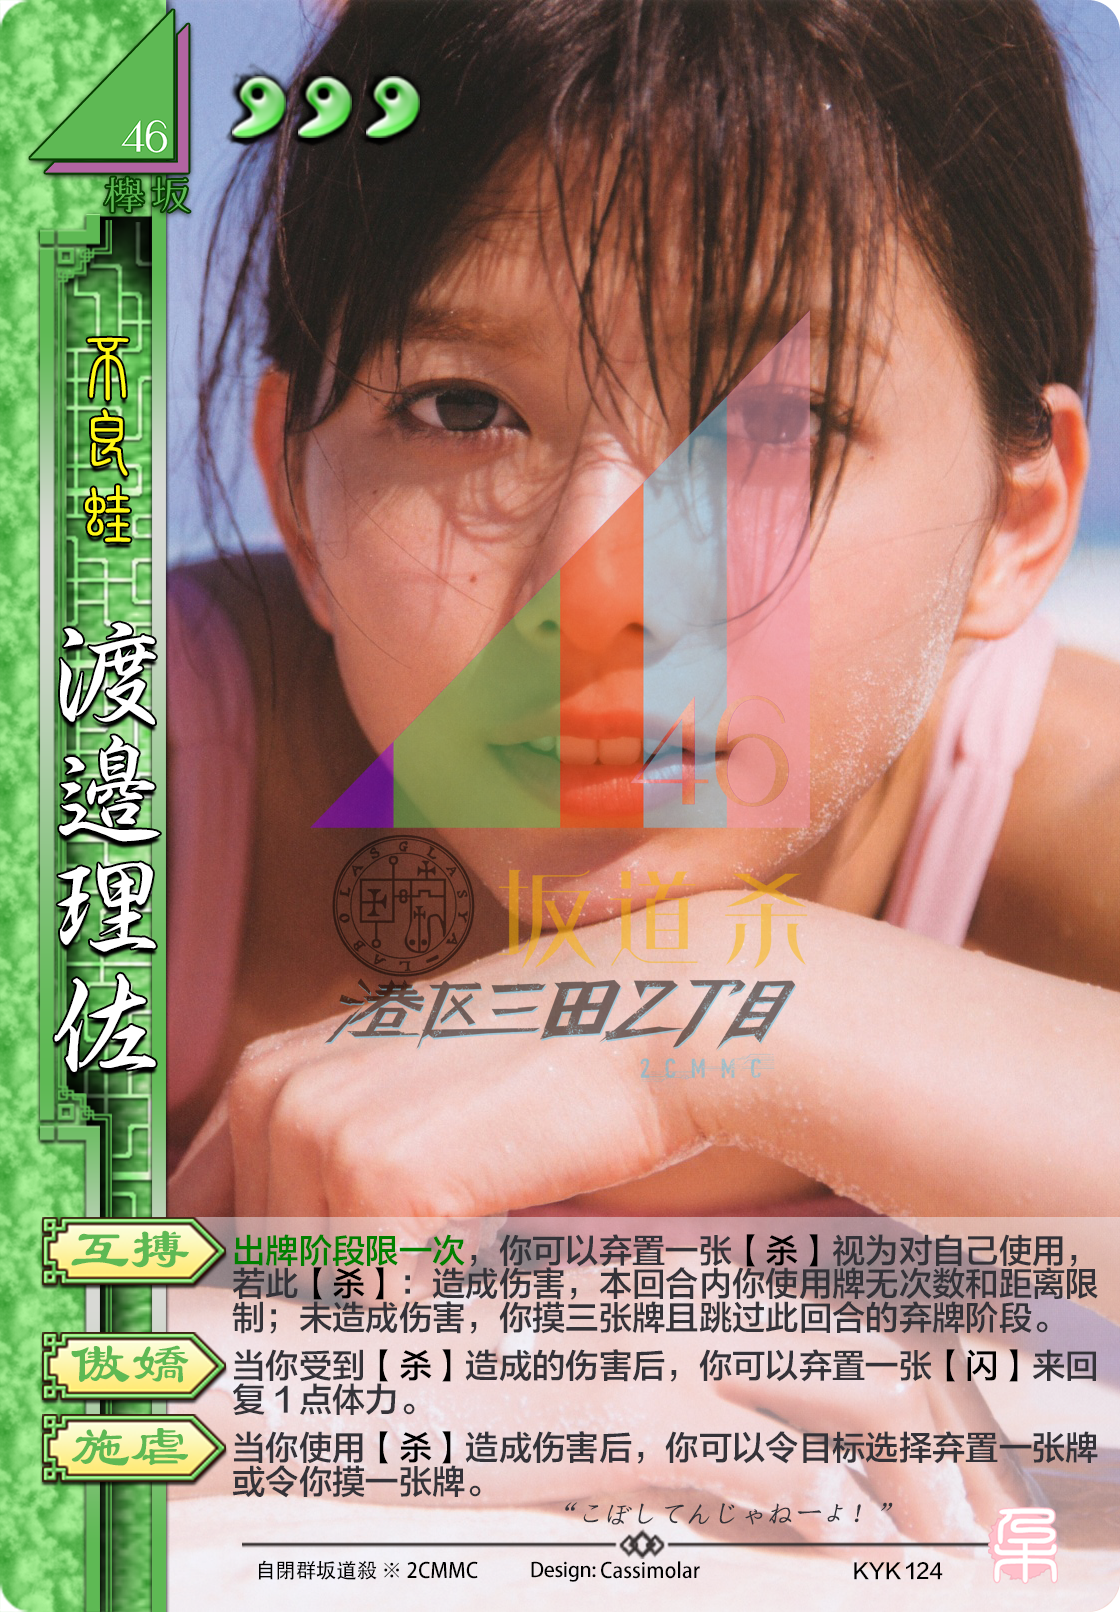 46
欅坂
不良蛙
渡邉理佐
46
GLASYA-LABOLAS
坂道杀
港区三田乙丁目
2CMMC
互搏
出牌阶段限一次，你可以弃置一张【杀】视为对自己使用，
若此【杀】：造成伤害，本回合内你使用牌无次数和距离限
制；未造成伤害，你摸三张牌且跳过此回合的弃牌阶段。
傲嬌
当你受到【杀】造成的伤害后，你可以弃置一张【闪】来回
复1点体力。
施虐
当你使用【杀】造成伤害后，你可以令目标选择弃置一张牌
或令你摸一张牌。
“こぼしてんじゃねーよ！”
自閉群坂道殺 ※ 2CMMC Design: Cassimolar KYK 124